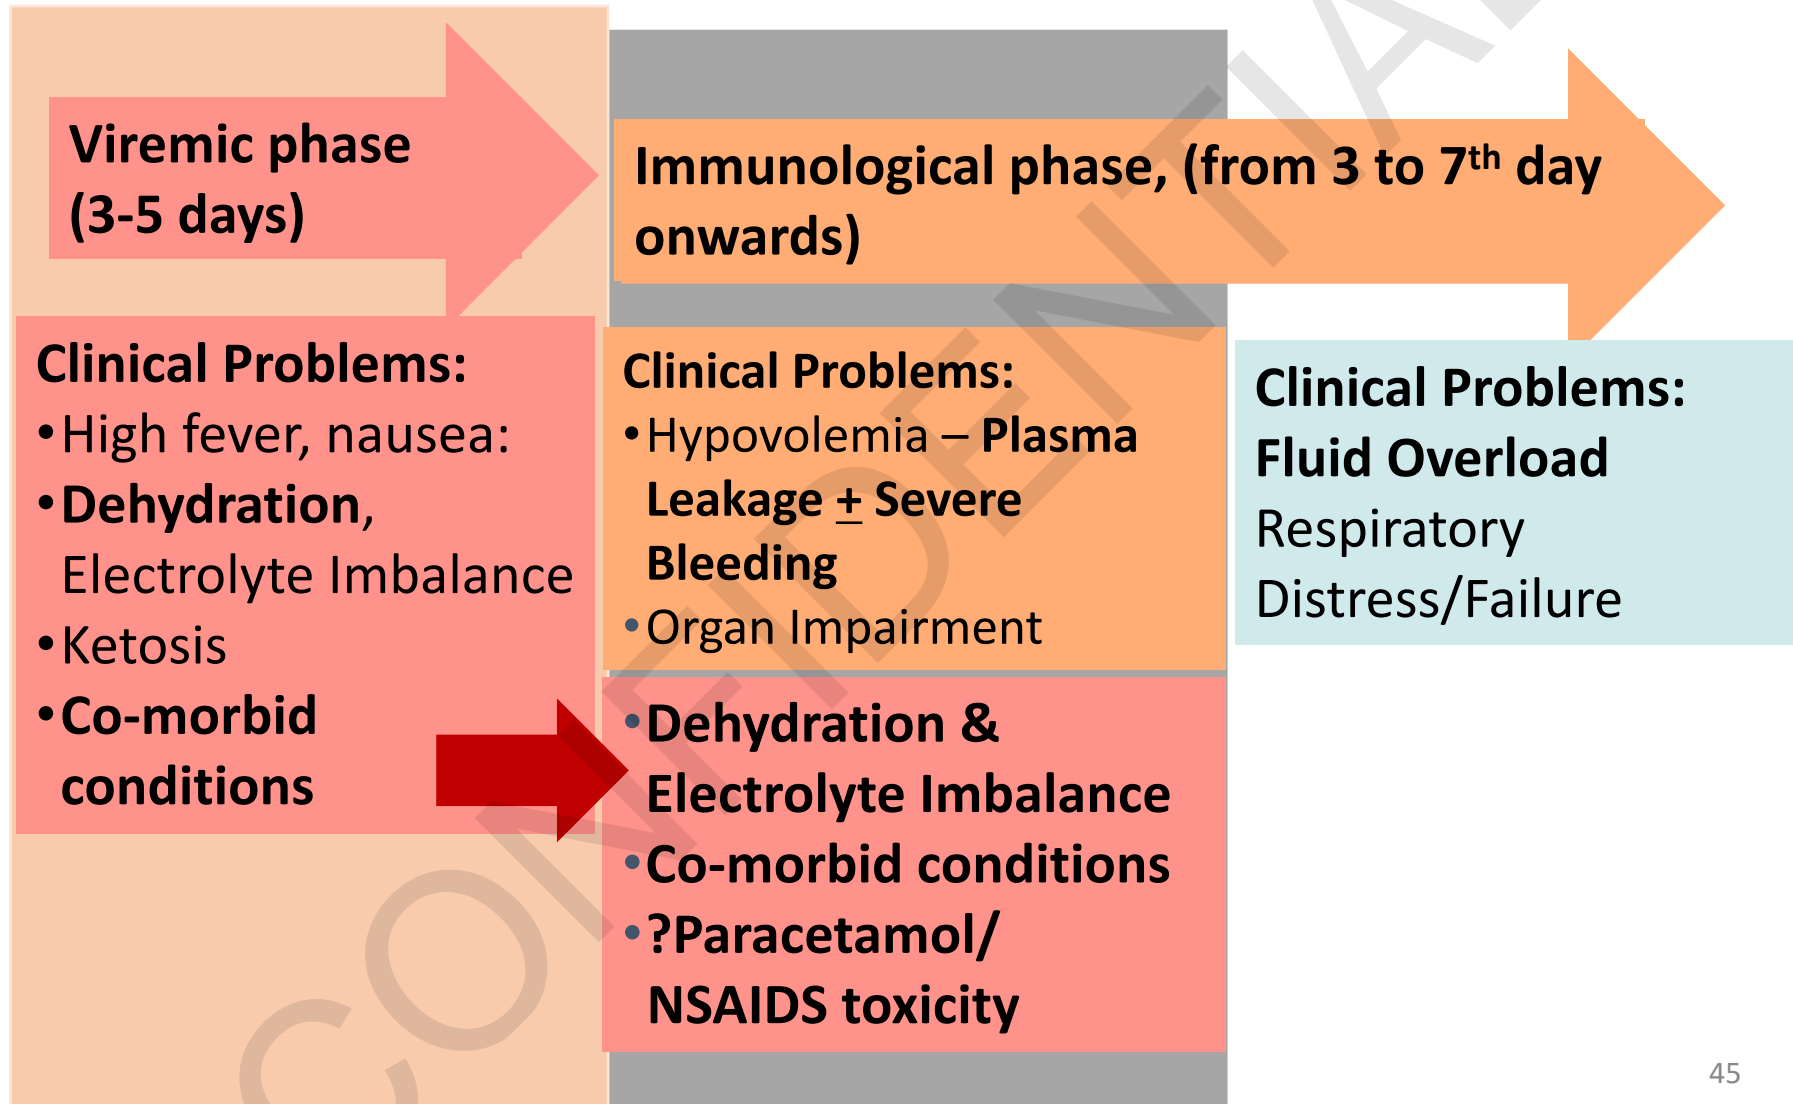 Viremic phase
(3-5 days)
Immunological phase, (from 3 to 7th day
onwards)
Clinical Problems:
•High fever, nausea:
•Dehydration,
Electrolyte Imbalance
•Ketosis
•Co-morbid
conditions
Clinical Problems:
•Hypovolemia – Plasma
Leakage + Severe
Bleeding
•Organ Impairment
•Dehydration &
Electrolyte Imbalance
•Co-morbid conditions
•?Paracetamol/
NSAIDS toxicity
Clinical Problems:
Fluid Overload
Respiratory
Distress/Failure
CONFIDENTIAL
45